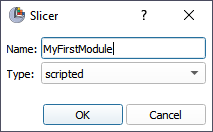 Slicer ? ×
Name: MyFirstModule
Type: scripted
OK Cancel